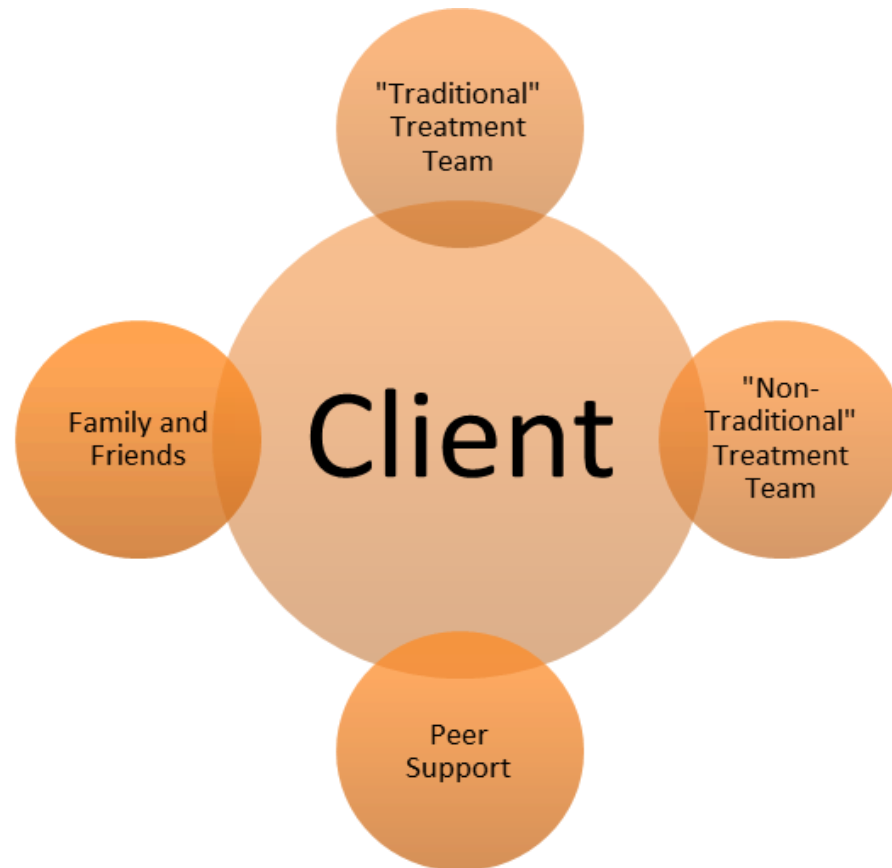 "Traditional"
Treatment
Team
Family and
Friends
Client
"Non-
Traditional"
Treatment
Team
Peer
Support